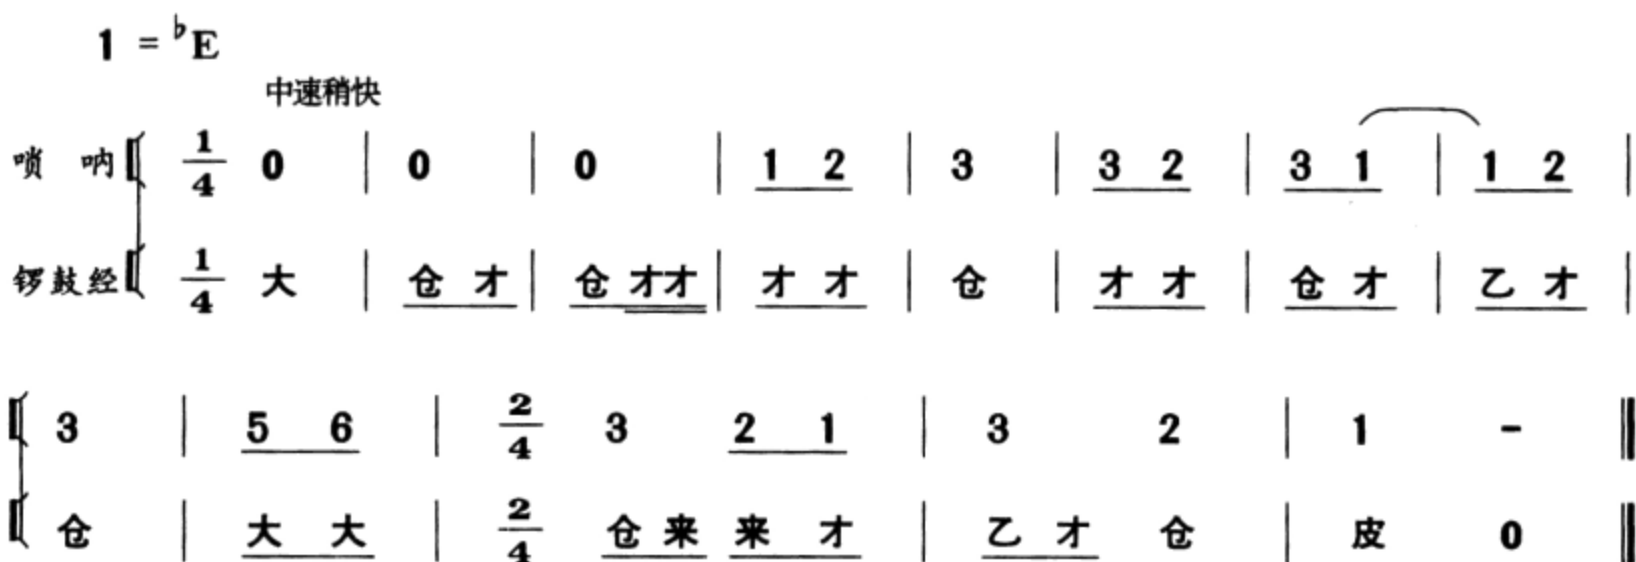 1 = ♭E
中速稍快
唢 呐 1/4 0 | 0 | 0 | 1 2 | 3 | 3 2 | 3 1 | 1 2 |
锣鼓经 1/4 大 | 仓 才 | 仓 才才 | 才 才 | 仓 | 才 才 | 仓 才 | 乙 才 |
3 | 5 6 | 2/4 3 2 1 | 3 2 | 1 - ‖
仓 | 大 大 | 2/4 仓 来 来 才 | 乙 才 仓 | 皮 0 ‖